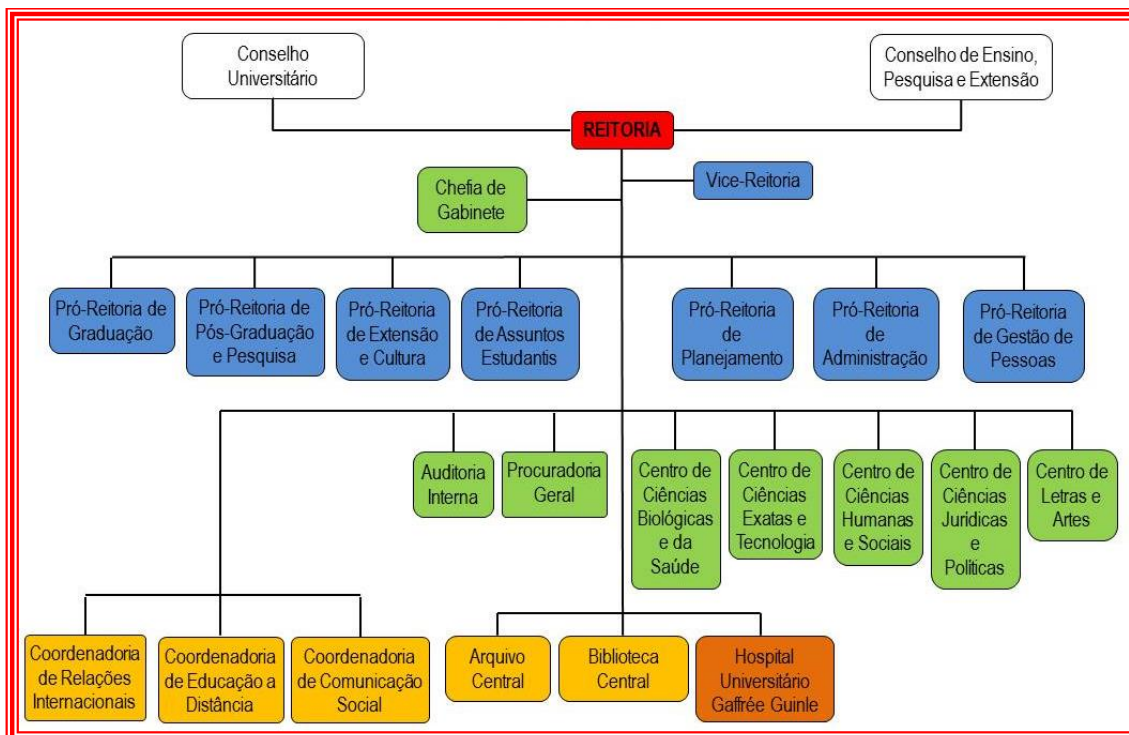 Conselho
Universitário
Conselho de Ensino,
Pesquisa e Extensão
REITORIA
Chefia de
Gabinete
Vice-Reitoria
Pró-Reitoria de
Graduação
Pró-Reitoria de
Pós-Graduação
e Pesquisa
Pró-Reitoria
de Extensão
e Cultura
Pró-Reitoria
de Assuntos
Estudantis
Pró-Reitoria
de
Planejamento
Pró-Reitoria
de
Administração
Pró-Reitoria
de Gestão de
Pessoas
Auditoria
Interna
Procuradoria
Geral
Centro de
Ciências
Biológicas
e da
Saúde
Centro de
Ciências
Exatas e
Tecnologia
Centro de
Ciências
Humanas
e Sociais
Centro de
Ciências
Jurídicas
e
Políticas
Centro de
Letras e
Artes
Coordenadoria
de Relações
Internacionais
Coordenadoria
de Educação a
Distância
Coordenadoria
de Comunicação
Social
Arquivo
Central
Biblioteca
Central
Hospital
Universitário
Gaffrée Guinle